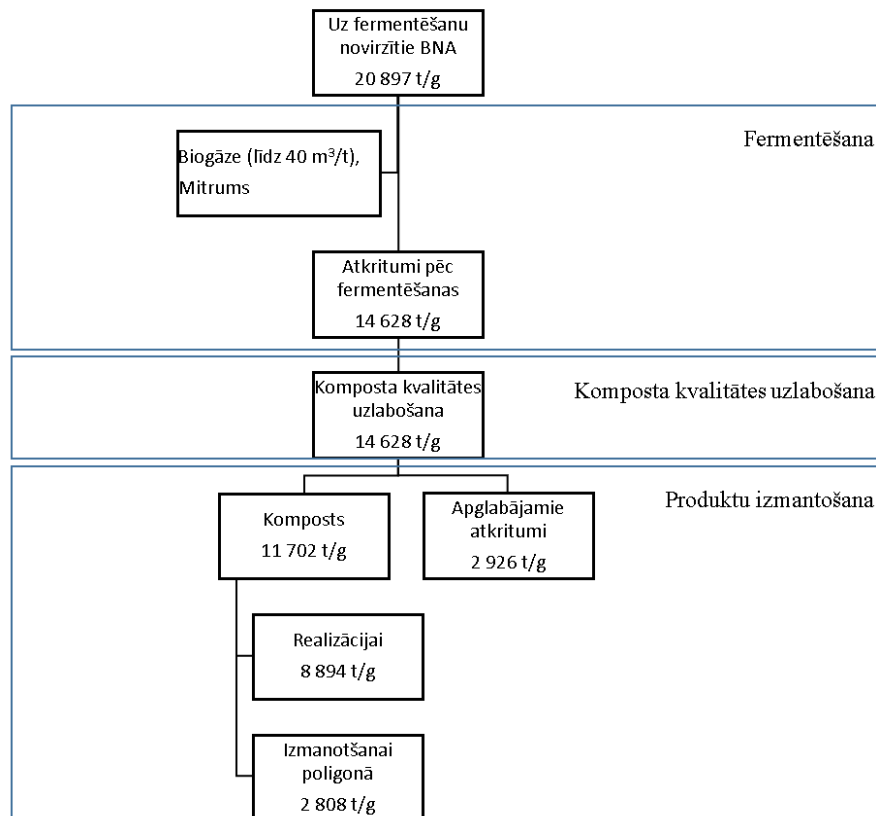 Uz fermentēšanu
novirzītie BNA
20 897 t/g
Fermentēšana
Biogāze (līdz 40 m³/t),
Mitrums
Atkritumi pēc
fermentēšanas
14 628 t/g
Komposta kvalitātes
uzlabošana
14 628 t/g
Komposta kvalitātes uzlabošana
Produktu izmantošana
Komposts
11 702 t/g
Apglabājamie
atkritumi
2 926 t/g
Realizācijai
8 894 t/g
Izmanotšanai
poligonā
2 808 t/g